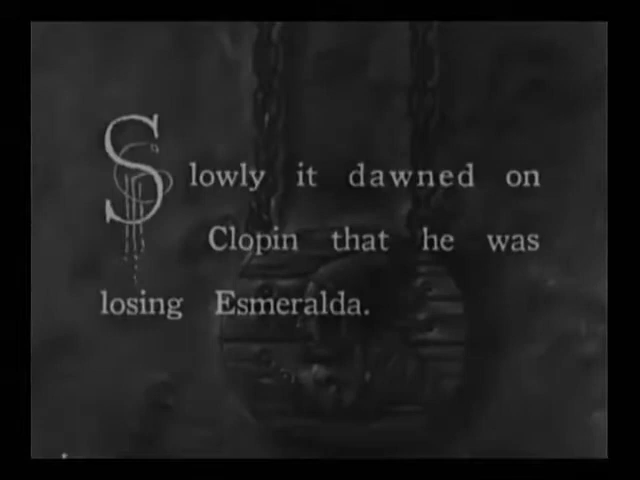 Slowly it dawned on
Clopin that he was
losing Esmeralda.